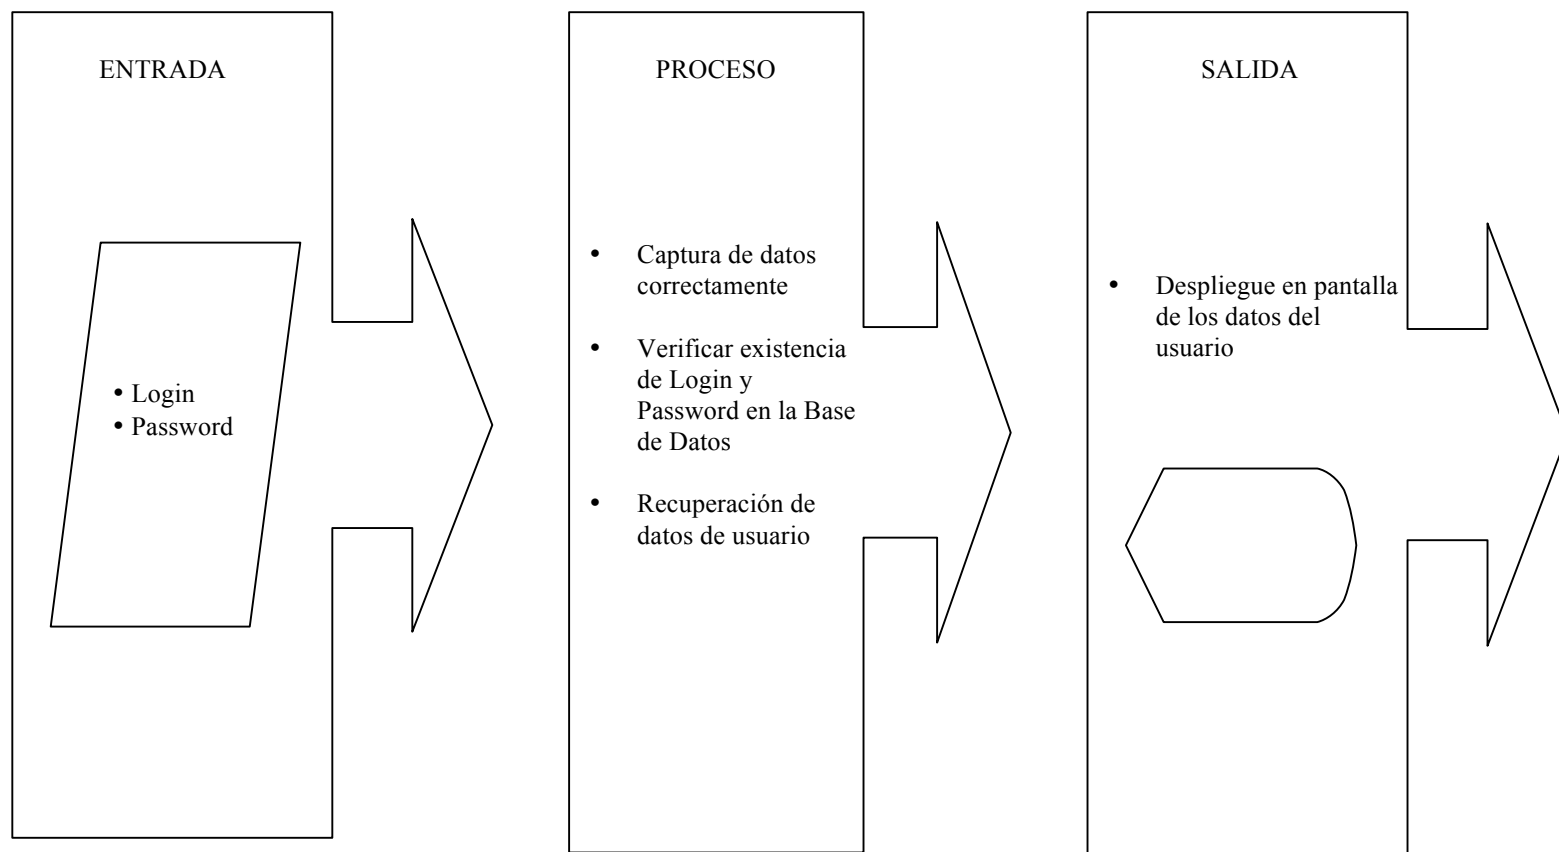 ENTRADA
• Login
• Password
PROCESO
• Captura de datos
correctamente
• Verificar existencia
de Login y
Password en la Base
de Datos
• Recuperación de
datos de usuario
SALIDA
• Despliegue en pantalla
de los datos del
usuario